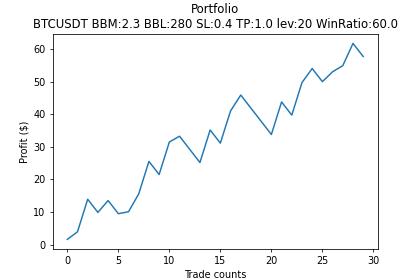 Portfolio
BTCUSDT BBM:2.3 BBL:280 SL:0.4 TP:1.0 lev:20 WinRatio:60.0
60
50
40
30
20
10
0
Profit ($)
0 5 10 15 20 25 30
Trade counts